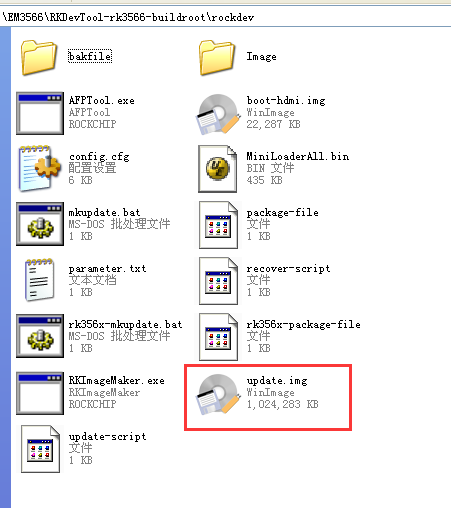 \EM3566\RKDevTool-rk3566-buildroot\rockdev
bakfile
Image
AFPTool.exe
AFPTool
ROCKCHIP
boot-hdmi.img
WinImage
22,287 KB
config.cfg
配置设置
6 KB
MiniLoaderAll.bin
BIN 文件
435 KB
mkupdate.bat
MS-DOS 批处理文件
1 KB
package-file
文件
1 KB
parameter.txt
文本文档
1 KB
recover-script
文件
1 KB
rk356x-mkupdate.bat
MS-DOS 批处理文件
1 KB
rk356x-package-file
文件
1 KB
RKImageMaker.exe
RKImageMaker
ROCKCHIP
update.img
WinImage
1,024,283 KB
update-script
文件
1 KB